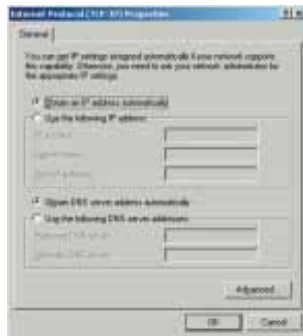 Internet Protocol (TCP/IP) Properties
General
You can get IP settings assigned automatically if your network supports
this capability. Otherwise, you need to ask your network administrator for
the appropriate IP settings.
Obtain an IP address automatically
Use the following IP address:
Obtain DNS server address automatically
Use the following DNS server addresses:
Advanced...
OK
Cancel